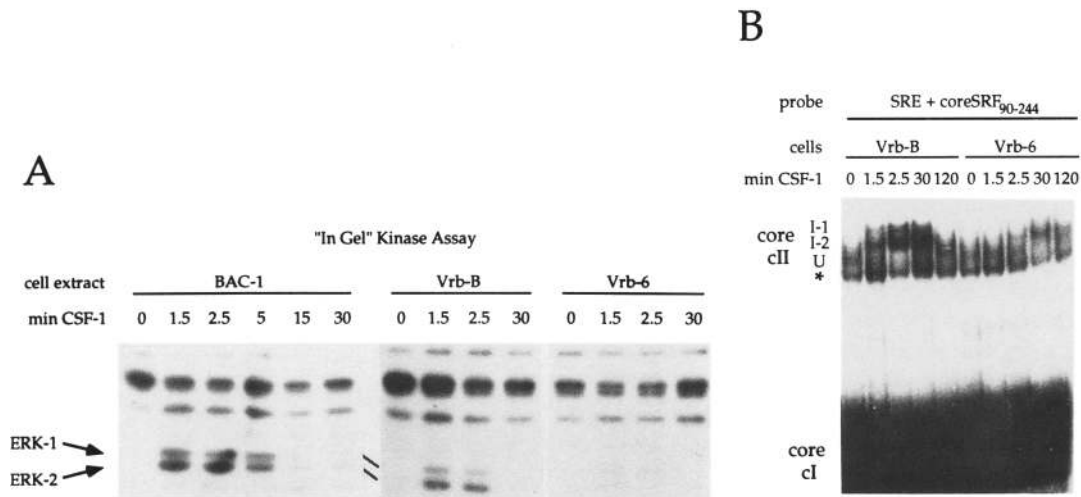 A
"In Gel" Kinase Assay
cell extract BAC-1 Vrb-B Vrb-6
min CSF-1 0 1.5 2.5 5 15 30 0 1.5 2.5 30 0 1.5 2.5 30
ERK-1
ERK-2
B
probe SRE + coreSRF90-244
cells Vrb-B Vrb-6
min CSF-1 0 1.5 2.5 30 120 0 1.5 2.5 30 120
core cII
I-1
I-2
U
*
core cI